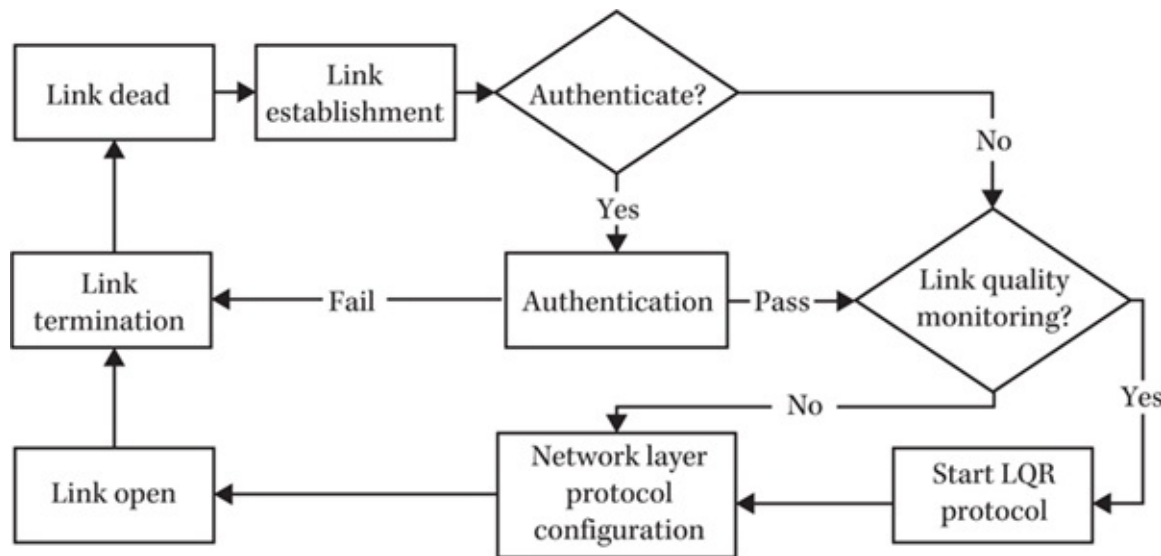 Link dead
Link
establishment
Authenticate?
No
Yes
Link
termination
Fail
Authentication
Pass
Link quality
monitoring?
No
Yes
Link open
Network layer
protocol
configuration
Start LQR
protocol